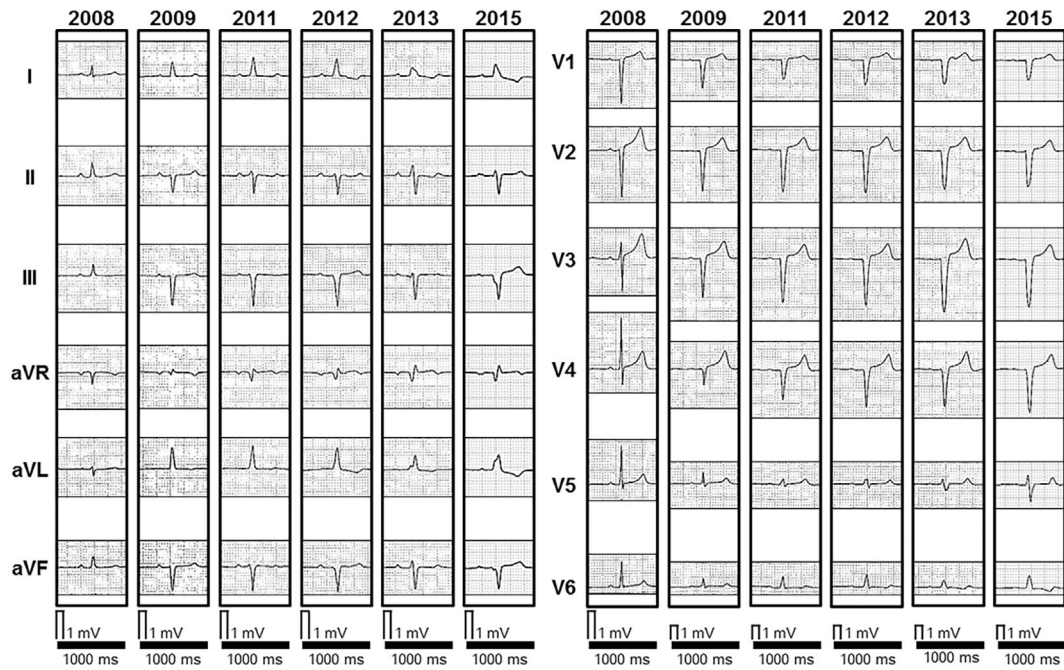 2008 2009 2011 2012 2013 2015
I
II
III
aVR
aVL
aVF
1 mV 1 mV 1 mV 1 mV 1 mV 1 mV
1000 ms 1000 ms 1000 ms 1000 ms 1000 ms 1000 ms
2008 2009 2011 2012 2013 2015
V1
V2
V3
V4
V5
V6
1 mV 1 mV 1 mV 1 mV 1 mV 1 mV
1000 ms 1000 ms 1000 ms 1000 ms 1000 ms 1000 ms